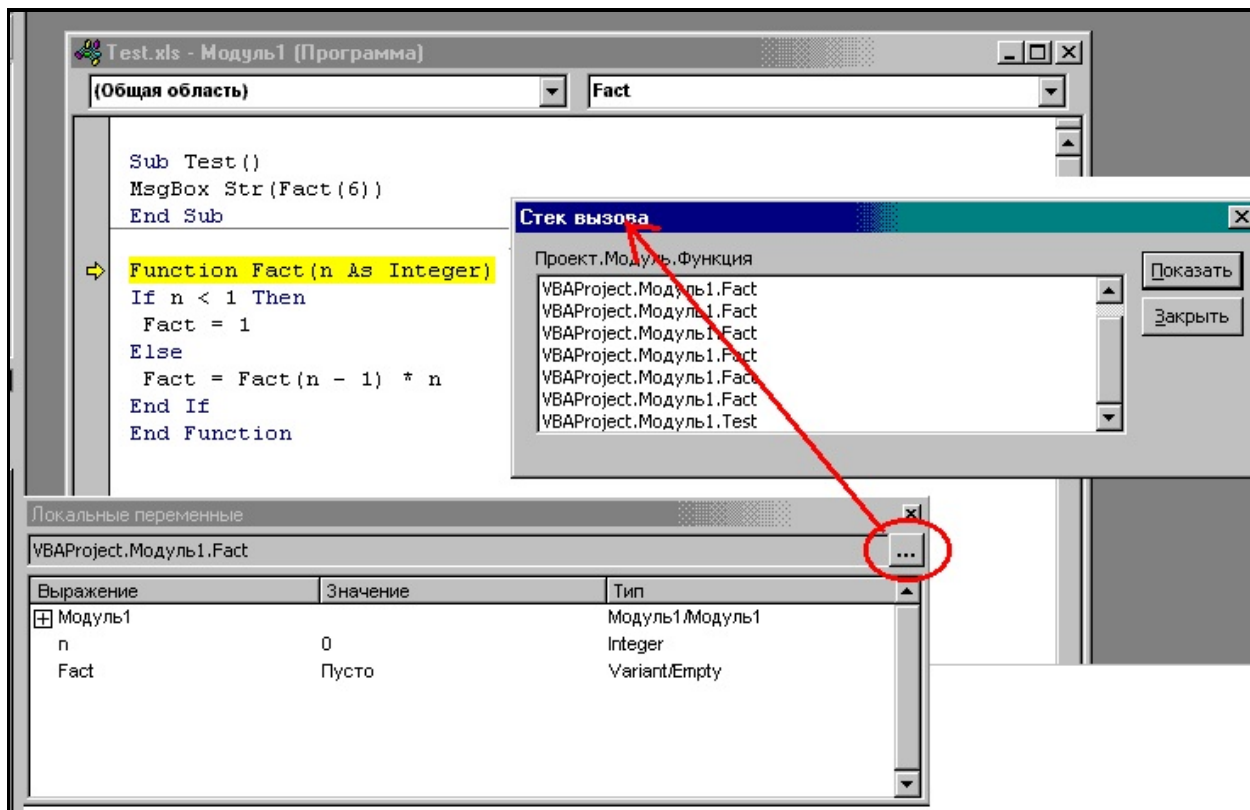 Test.xls - Модуль1 (Программа)
(Общая область)
Fact
Sub Test()
MsgBox Str(Fact(6))
End Sub
Function Fact(n As Integer)
If n < 1 Then
Fact = 1
Else
Fact = Fact(n - 1) * n
End If
End Function
Стек вызова
Проект.Модуль.Функция
VBAProject.Модуль1.Fact
VBAProject.Модуль1.Fact
VBAProject.Модуль1.Fact
VBAProject.Модуль1.Fact
VBAProject.Модуль1.Fact
VBAProject.Модуль1.Fact
VBAProject.Модуль1.Test
Показать
Закрыть
Локальные переменные
VBAProject.Модуль1.Fact
...
Выражение Значение Тип
Модуль1 Модуль1/Модуль1
n 0 Integer
Fact Пусто Variant/Empty